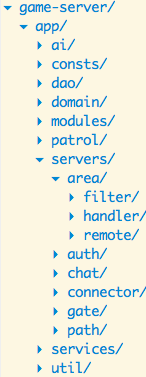 game-server/
app/
ai/
consts/
dao/
domain/
modules/
patrol/
servers/
area/
filter/
handler/
remote/
auth/
chat/
connector/
gate/
path/
services/
util/